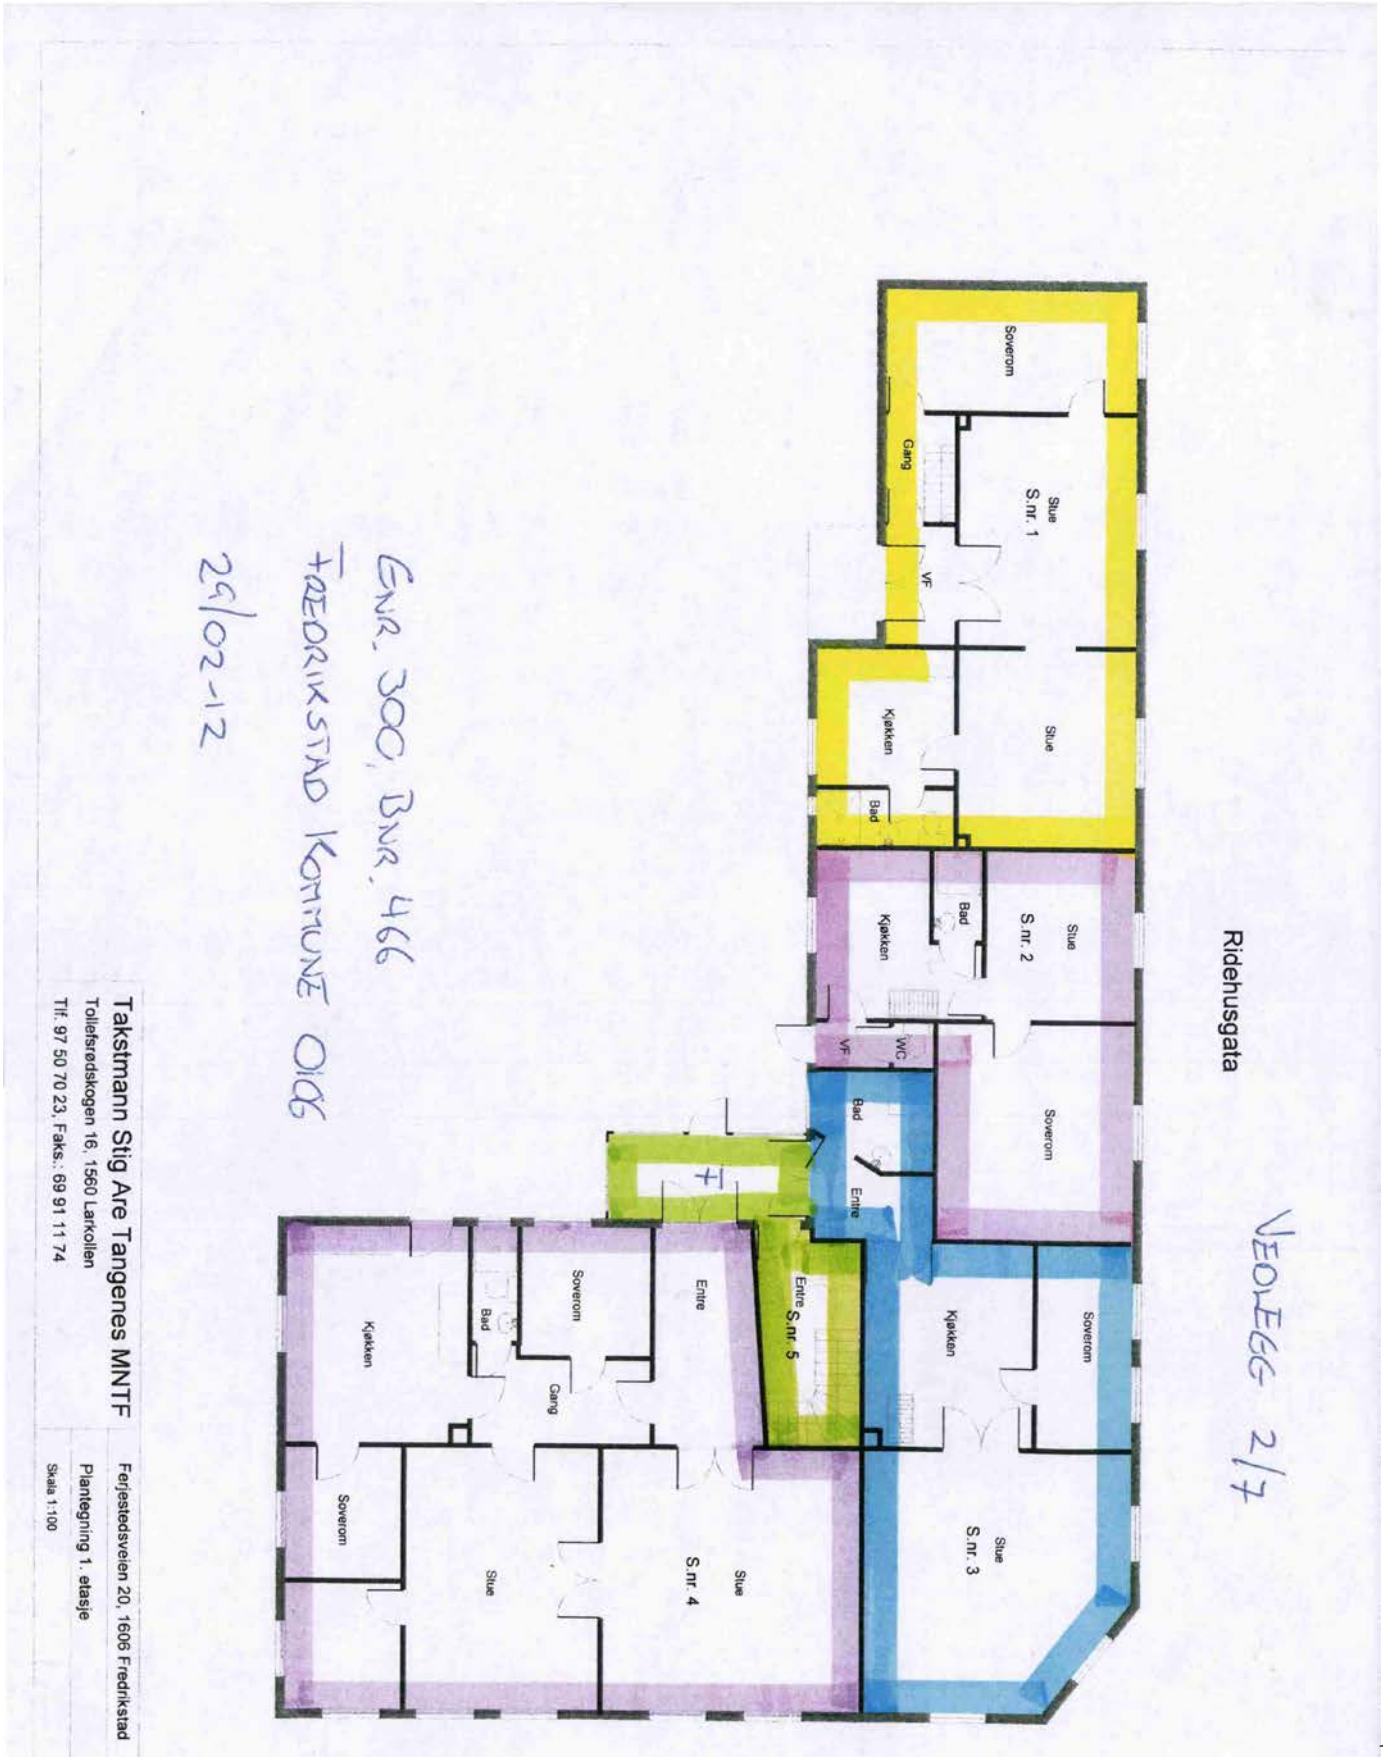 VEDLEGG 2/7
Ridehusgata
Soverom
Stue
S.nr. 1
Gang
VF
Stue
Kjøkken
Bad
Stue
S.nr. 2
Bad
Kjøkken
WC
VF
Soverom
Bad
Entre
Kjøkken
Soverom
Stue
S.nr. 3
F
Entre
S.nr. 5
Entre
Soverom
Bad
Kjøkken
Gang
Soverom
Stue
Stue
S.nr. 4
GNR. 300, BNR. 466
FREDRIKSTAD KOMMUNE 0106
29/02-12
Takstmann Stig Are Tangenes MNTF
Tollefsrødskogen 16, 1560 Larkollen
Tlf. 97 50 70 23, Faks.: 69 91 11 74
Ferjestedsveien 20, 1606 Fredrikstad
Plantegning 1. etasje
Skala 1:100